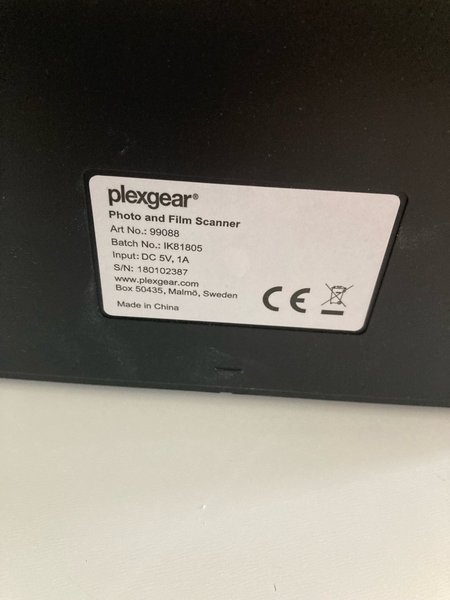 plexgear®
Photo and Film Scanner
Art No.: 99088
Batch No.: IK81805
Input: DC 5V, 1A
S/N: 180102387
www.plexgear.com
Box 50435, Malmö, Sweden
Made in China
CE